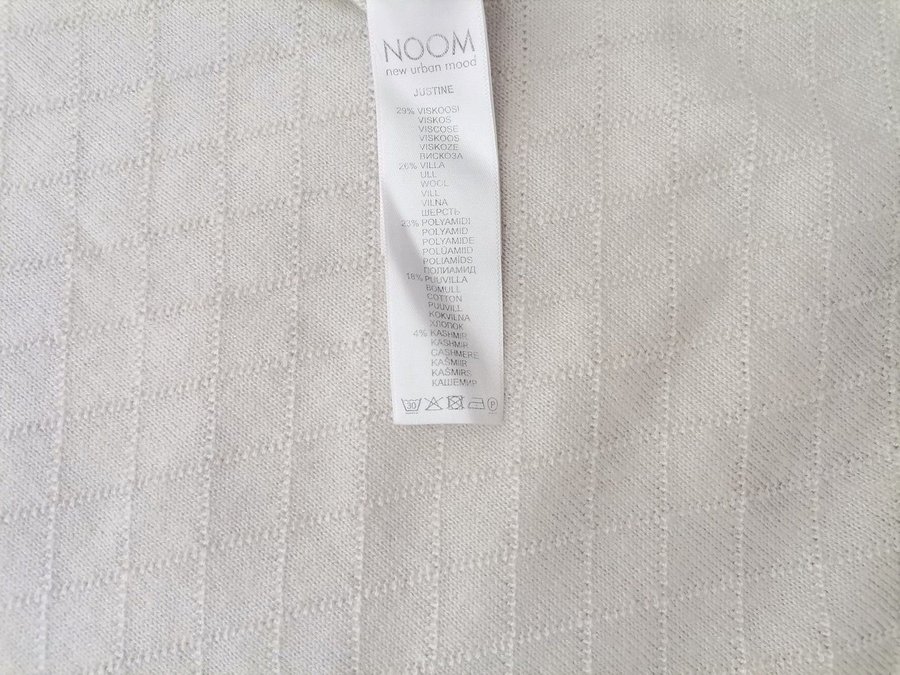 NOOM
new urban mood
JUSTINE
29% VISKOOSI
VISKOS
VISCOSE
VISKOOS
VISKOZE
ВИСКОЗА
26% VILLA
ULL
WOOL
VILL
VILNA
ШЕРСТЬ
23% POLYAMIDI
POLYAMID
POLYAMIDE
POLÜAMIID
POLIAMĪDS
ПОЛИАМИД
18% PUUVILLA
BOMULL
COTTON
PUUVILL
KOKVILNA
ХЛОПОК
4% KASHMIR
KASHMIR
CASHMERE
KAŠMIIR
KAŠMIRS
КАШЕМИР
30 P